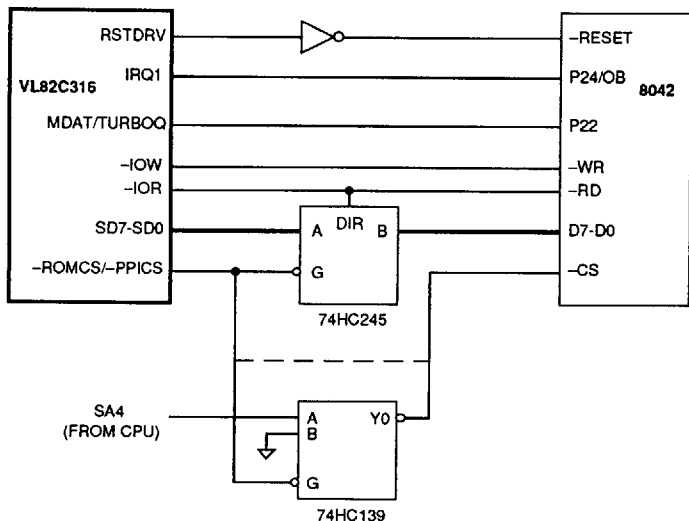 RSTDRV
–RESET
IRQ1
P24/OB
VL82C316
8042
MDAT/TURBOQ
P22
–IOW
–WR
–IOR
–RD
DIR
SD7-SD0
A
B
D7-D0
–ROMCS/–PPICS
G
–CS
74HC245
SA4
(FROM CPU)
A
Y0
B
G
74HC139